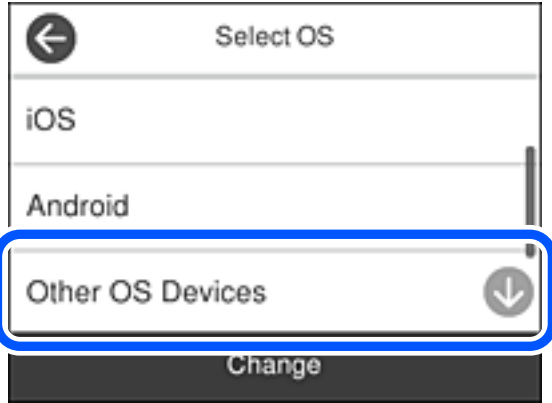 Select OS
iOS
Android
Other OS Devices
Change